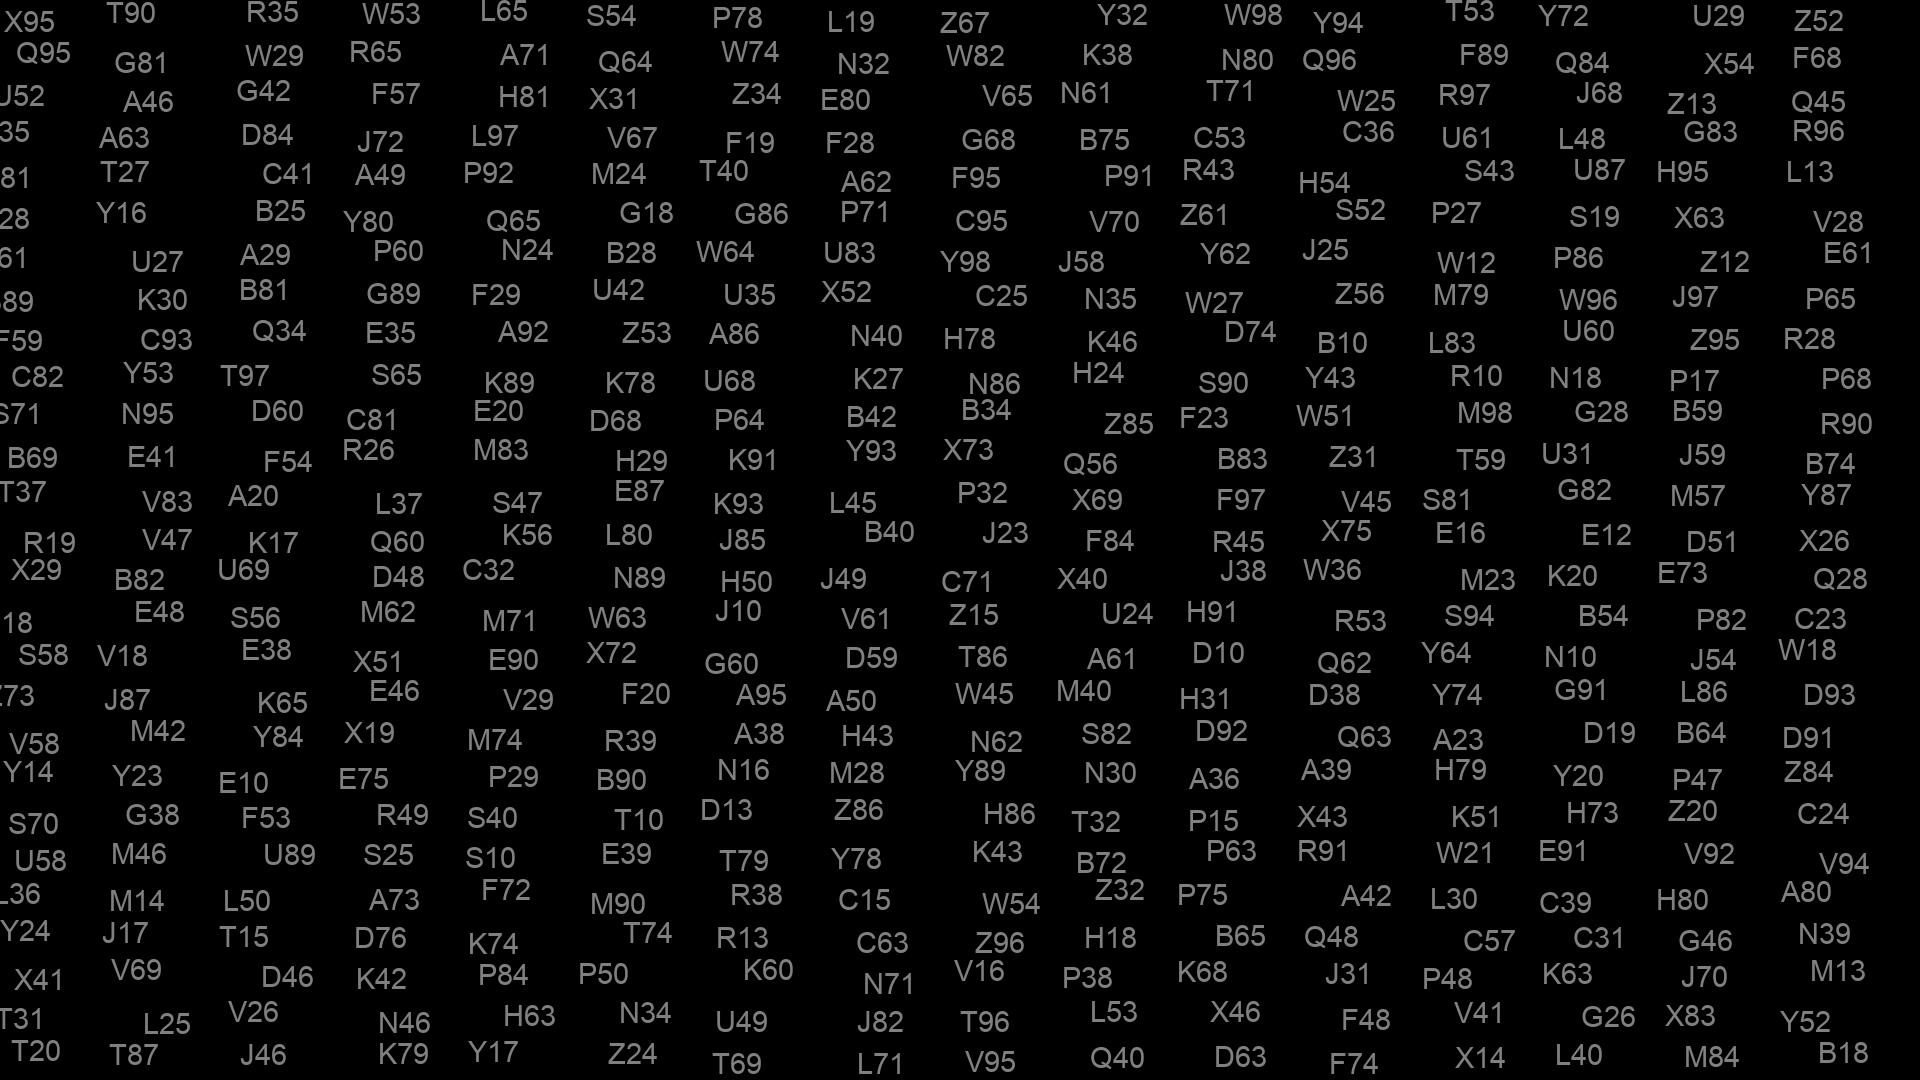 X95 T90 R35 W53 L65 S54 P78 L19 Z67 Y32 W98 Y94 T53 Y72 U29 Z52
Q95 G81 W29 R65 A71 Q64 W74 N32 W82 K38 N80 Q96 F89 Q84 X54 F68
U52 A46 G42 F57 H81 X31 Z34 E80 V65 N61 T71 W25 R97 J68 Z13 Q45
35 A63 D84 J72 L97 V67 F19 F28 G68 B75 C53 C36 U61 L48 G83 R96
81 T27 C41 A49 P92 M24 T40 A62 F95 P91 R43 H54 S43 U87 H95 L13
28 Y16 B25 Y80 Q65 G18 G86 P71 C95 V70 Z61 S52 P27 S19 X63 V28
61 U27 A29 P60 N24 B28 W64 U83 Y98 J58 Y62 J25 W12 P86 Z12 E61
89 K30 B81 G89 F29 U42 U35 X52 C25 N35 W27 Z56 M79 W96 J97 P65
F59 C93 Q34 E35 A92 Z53 A86 N40 H78 K46 D74 B10 L83 U60 Z95 R28
C82 Y53 T97 S65 K89 K78 U68 K27 N86 H24 S90 Y43 R10 N18 P17 P68
S71 N95 D60 C81 E20 D68 P64 B42 B34 Z85 F23 W51 M98 G28 B59 R90
B69 E41 F54 R26 M83 H29 K91 Y93 X73 Q56 B83 Z31 T59 U31 J59 B74
T37 V83 A20 L37 S47 E87 K93 L45 P32 X69 F97 V45 S81 G82 M57 Y87
R19 V47 K17 Q60 K56 L80 J85 B40 J23 F84 R45 X75 E16 E12 D51 X26
X29 B82 U69 D48 C32 N89 H50 J49 C71 X40 J38 W36 M23 K20 E73 Q28
18 E48 S56 M62 M71 W63 J10 V61 Z15 U24 H91 R53 S94 B54 P82 C23
S58 V18 E38 X51 E90 X72 G60 D59 T86 A61 D10 Q62 Y64 N10 J54 W18
73 J87 K65 E46 V29 F20 A95 A50 W45 M40 H31 D38 Y74 G91 L86 D93
V58 M42 Y84 X19 M74 R39 A38 H43 N62 S82 D92 Q63 A23 D19 B64 D91
Y14 Y23 E10 E75 P29 B90 N16 M28 Y89 N30 A36 A39 H79 Y20 P47 Z84
S70 G38 F53 R49 S40 T10 D13 Z86 H86 T32 P15 X43 K51 H73 Z20 C24
U58 M46 U89 S25 S10 E39 T79 Y78 K43 B72 P63 R91 W21 E91 V92 V94
L36 M14 L50 A73 F72 M90 R38 C15 W54 Z32 P75 A42 L30 C39 H80 A80
Y24 J17 T15 D76 K74 T74 R13 C63 Z96 H18 B65 Q48 C57 C31 G46 N39
X41 V69 D46 K42 P84 P50 K60 N71 V16 P38 K68 J31 P48 K63 J70 M13
T31 L25 V26 N46 H63 N34 U49 J82 T96 L53 X46 F48 V41 G26 X83 Y52
T20 T87 J46 K79 Y17 Z24 T69 L71 V95 Q40 D63 F74 X14 L40 M84 B18